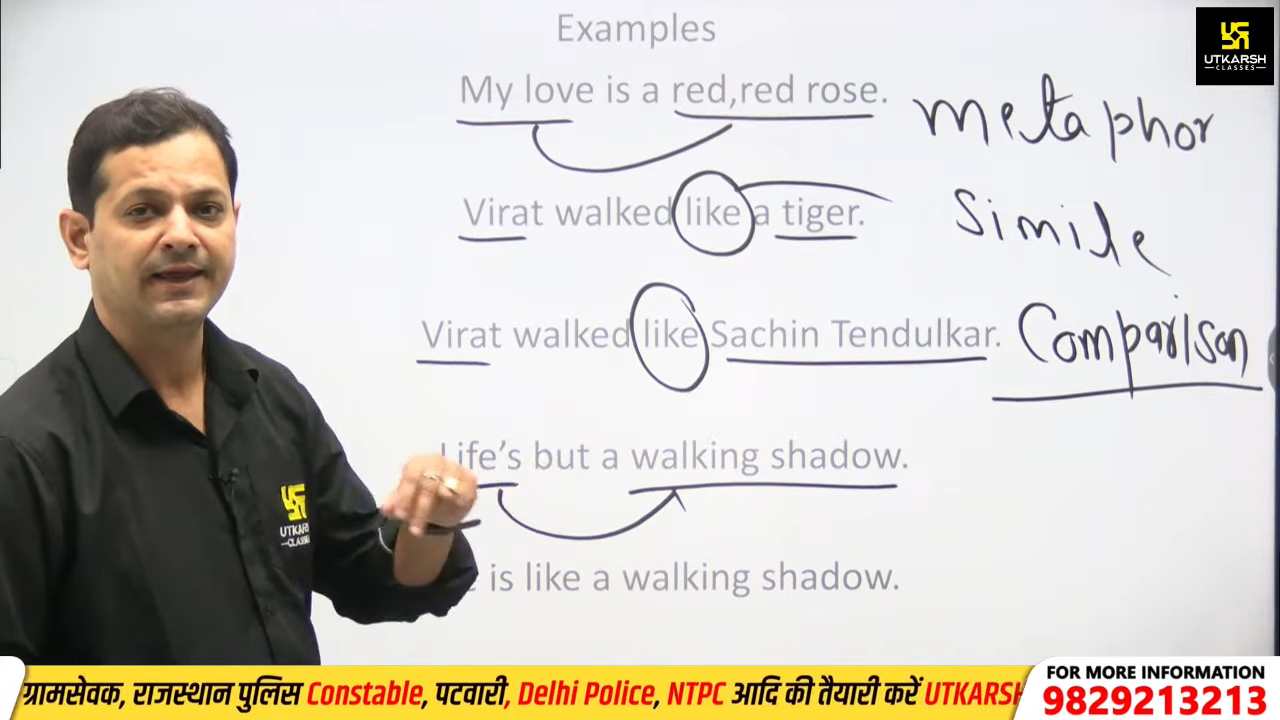 Examples
UTKARSH
CLASSES
My love is a red,red rose.
Metaphor
Virat walked like a tiger.
Simile
Virat walked like Sachin Tendulkar.
Comparison
Life's but a walking shadow.
is like a walking shadow.
UTKARSH
CLASSES
ग्रामसेवक, राजस्थान पुलिस Constable, पटवारी, Delhi Police, NTPC आदि की तैयारी करें UTKARSH
FOR MORE INFORMATION
9829213213